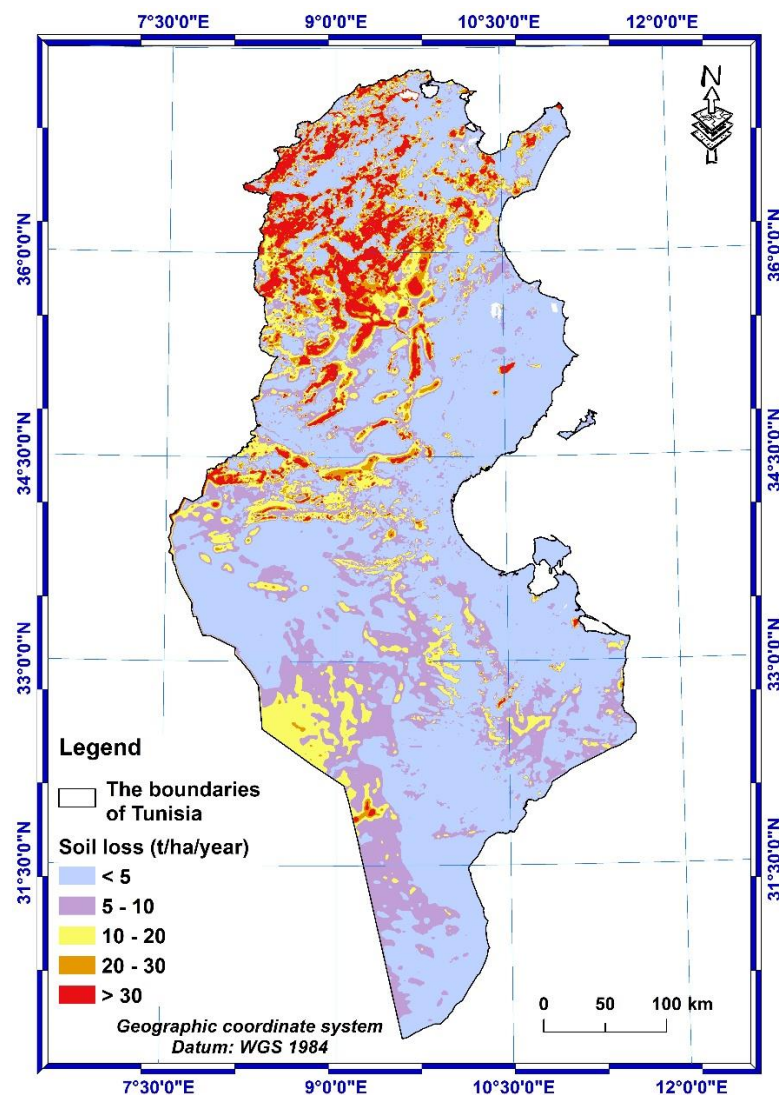 7°30'0"E 9°0'0"E 10°30'0"E 12°0'0"E
N
36°0'0"N 36°0'0"N
34°30'0"N 34°30'0"N
33°0'0"N 33°0'0"N
31°30'0"N
Legend
The boundaries
of Tunisia
Soil loss (t/ha/year)
< 5
5 - 10
10 - 20
20 - 30
> 30
0 50 100 km
Geographic coordinate system
Datum: WGS 1984
31°30'0"N
7°30'0"E 9°0'0"E 10°30'0"E 12°0'0"E